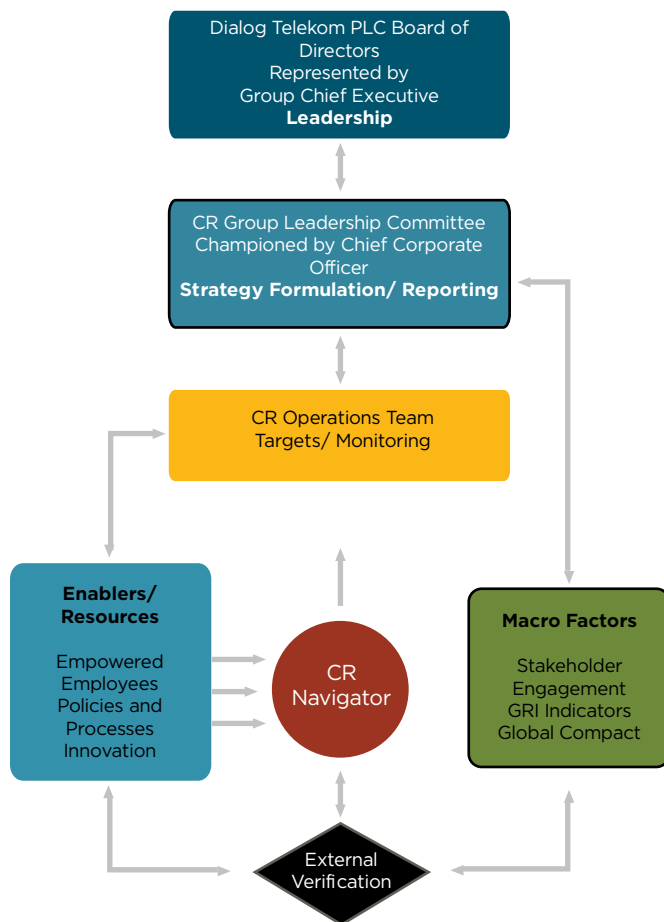 Dialog Telekom PLC Board of
Directors
Represented by
Group Chief Executive
Leadership
CR Group Leadership Committee
Championed by Chief Corporate
Officer
Strategy Formulation/ Reporting
CR Operations Team
Targets/ Monitoring
Enablers/
Resources
Empowered
Employees
Policies and
Processes
Innovation
CR
Navigator
Macro Factors
Stakeholder
Engagement
GRI Indicators
Global Compact
External
Verification